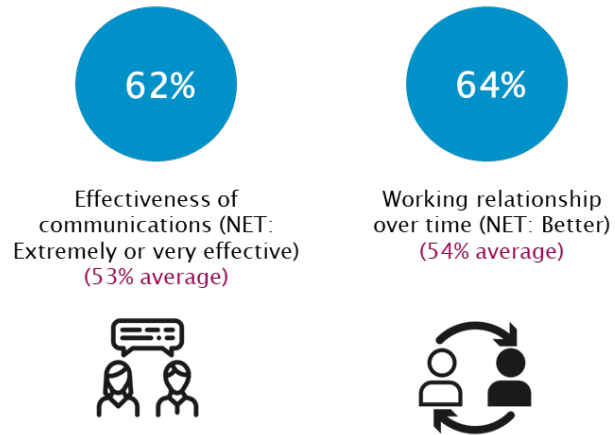 62%
64%
Effectiveness of
communications (NET:
Extremely or very effective)
(53% average)
Working relationship
over time (NET: Better)
(54% average)